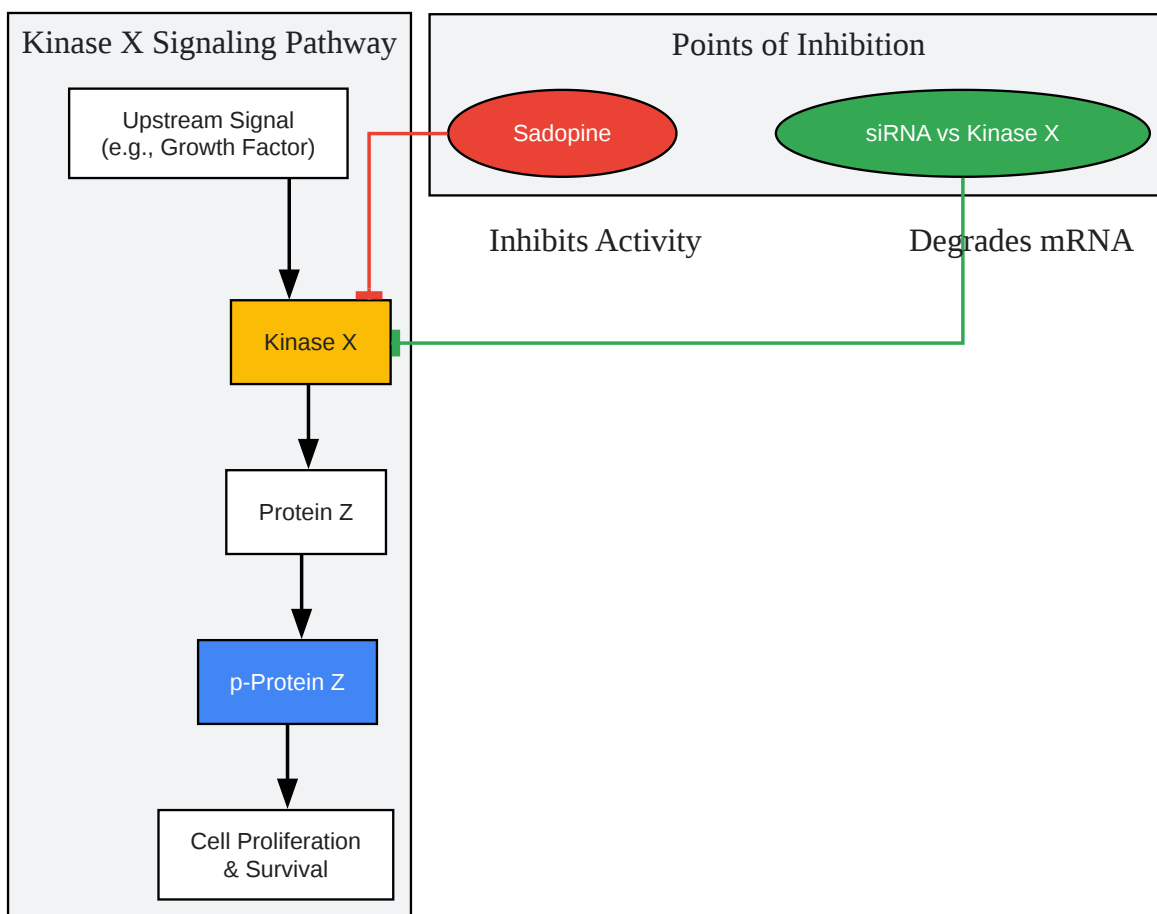 Kinase X Signaling Pathway
Points of Inhibition
Upstream Signal
(e.g., Growth Factor)
Sadopine
siRNA vs Kinase X
Inhibits Activity
Degrades mRNA
Kinase X
Protein Z
p-Protein Z
Cell Proliferation
& Survival